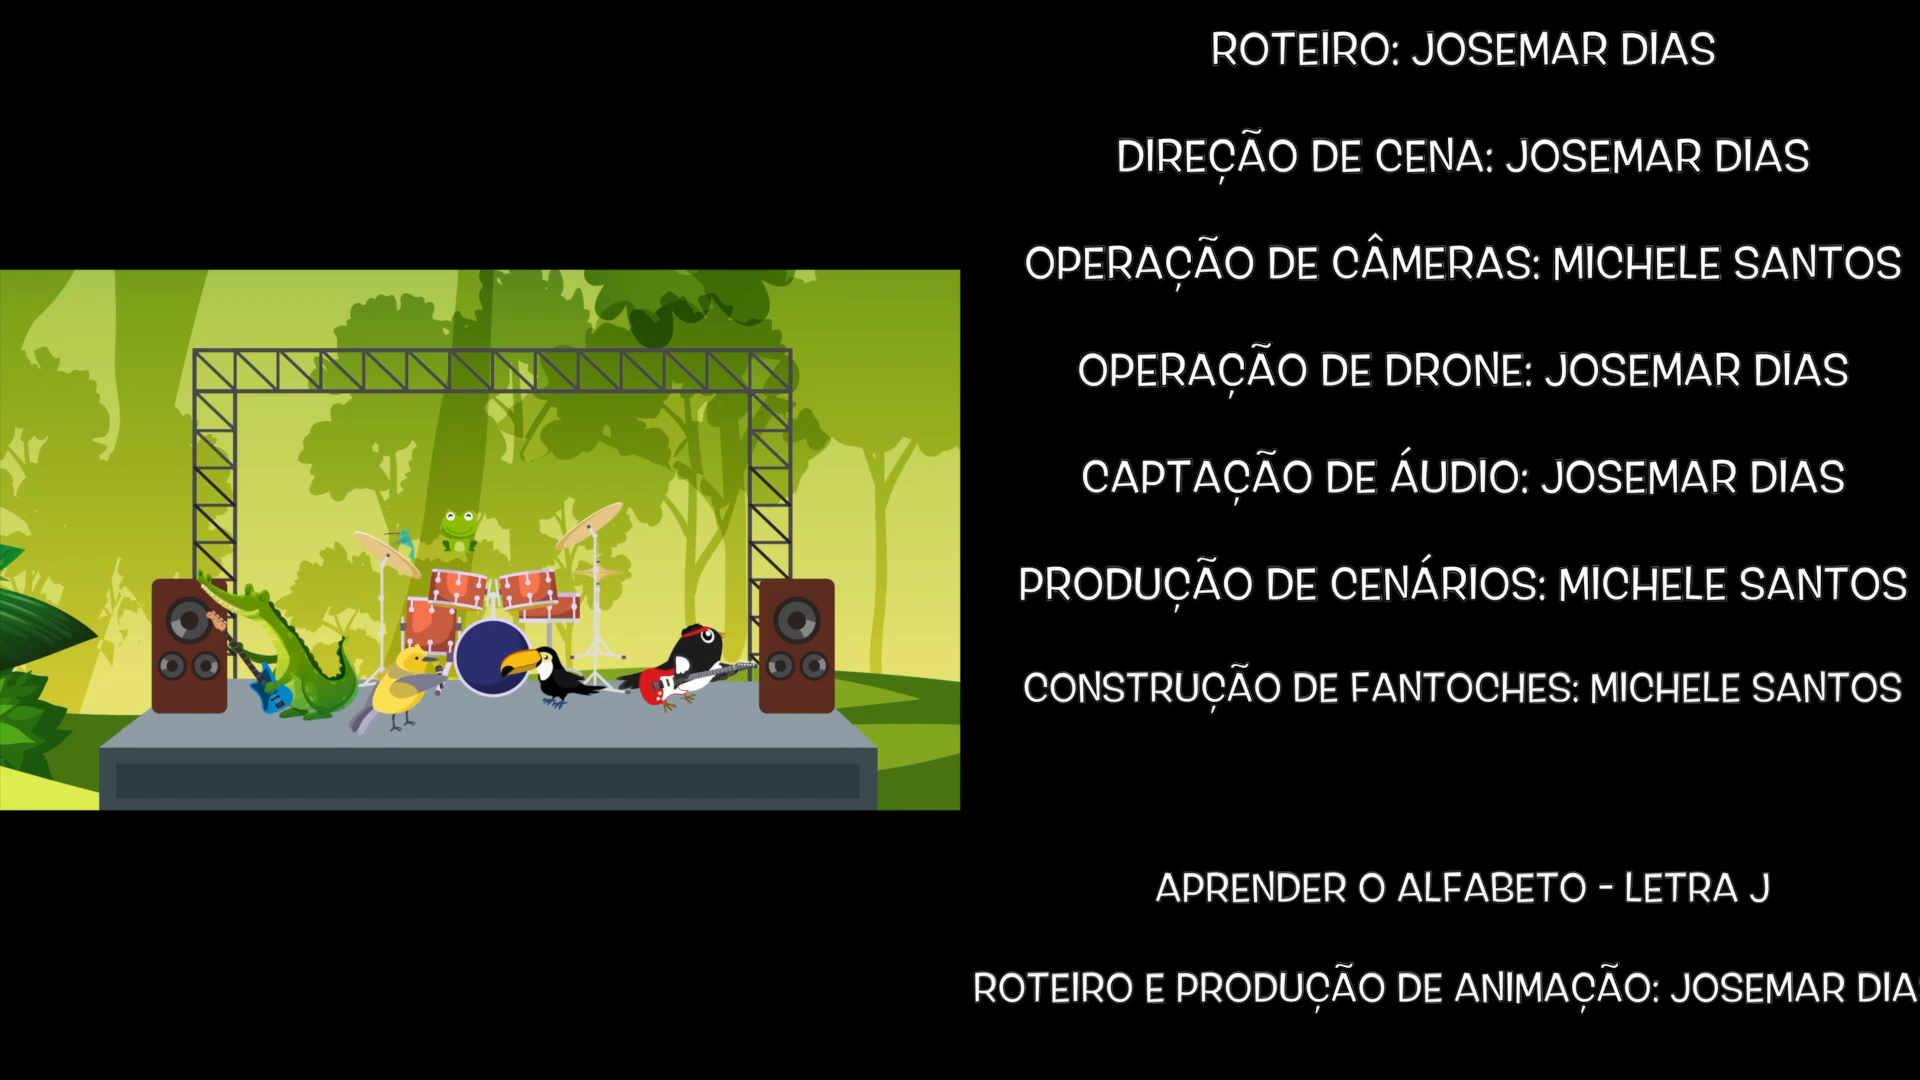 ROTEIRO: JOSEMAR DIAS
DIREÇÃO DE CENA: JOSEMAR DIAS
OPERAÇÃO DE CÂMERAS: MICHELE SANTOS
OPERAÇÃO DE DRONE: JOSEMAR DIAS
CAPTAÇÃO DE ÁUDIO: JOSEMAR DIAS
PRODUÇÃO DE CENÁRIOS: MICHELE SANTOS
CONSTRUÇÃO DE FANTOCHES: MICHELE SANTOS
APRENDER O ALFABETO - LETRA J
ROTEIRO E PRODUÇÃO DE ANIMAÇÃO: JOSEMAR DIA